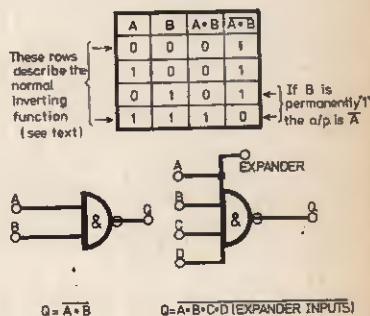 A B A•B A•B
0 0 0 1
1 0 0 1
0 1 0 1
1 1 1 0
These rows
describe the
normal
inverting
function
(see text)
If B is
permanently "1"
the o/p is A
A
B
&
Q
EXPANDER
A
B
C
D
&
Q
Q = A•B
Q=A•B•C•D (EXPANDER INPUTS)